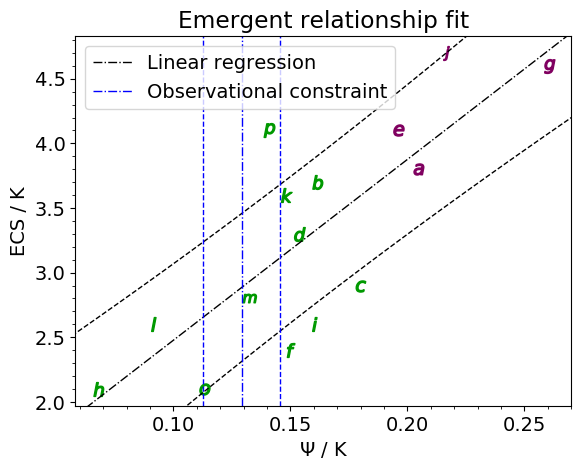 Emergent relationship fit
Linear regression
Observational constraint
ECS / K
4.5
4.0
3.5
3.0
2.5
2.0
j
g
p
e
a
b
k
d
c
m
l
i
f
h
o
0.10
0.15
0.20
0.25
Ψ / K